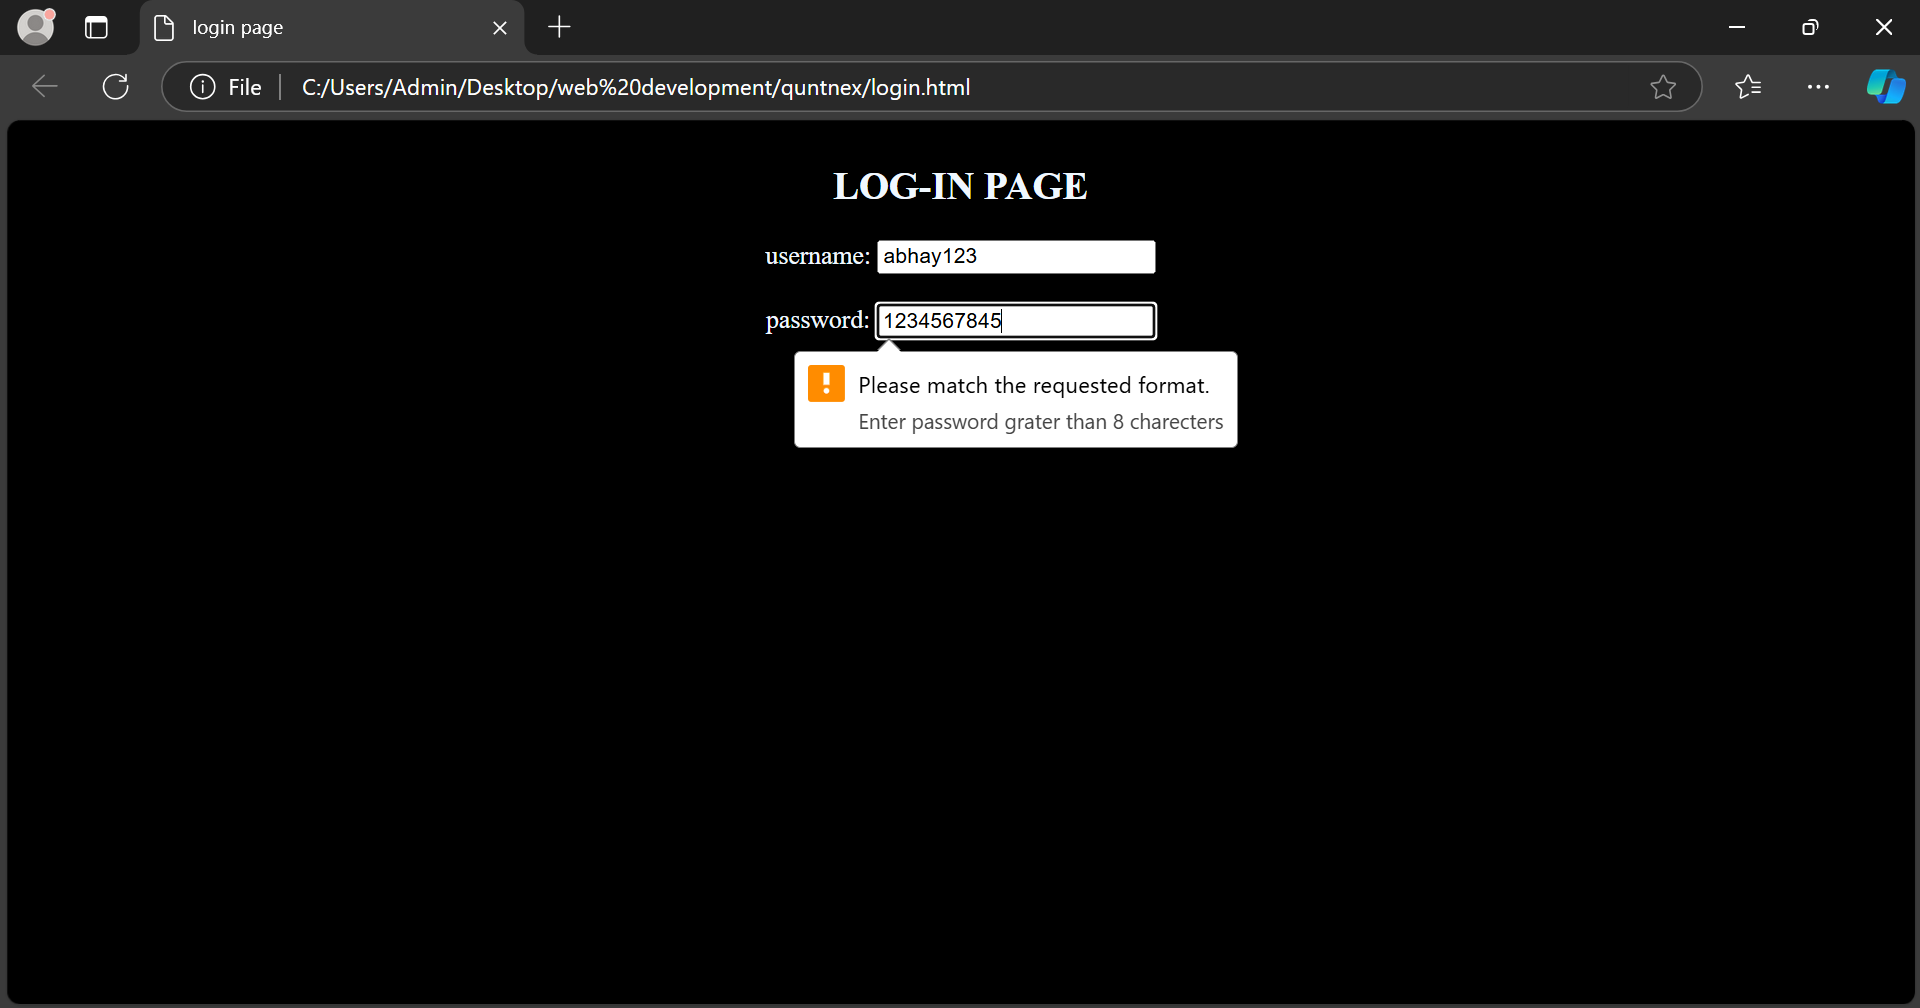 login page
File
C:/Users/Admin/Desktop/web%20development/quntnex/login.html
LOG-IN PAGE
username: abhay123
password: 1234567845
! Please match the requested format.
Enter password grater than 8 charecters